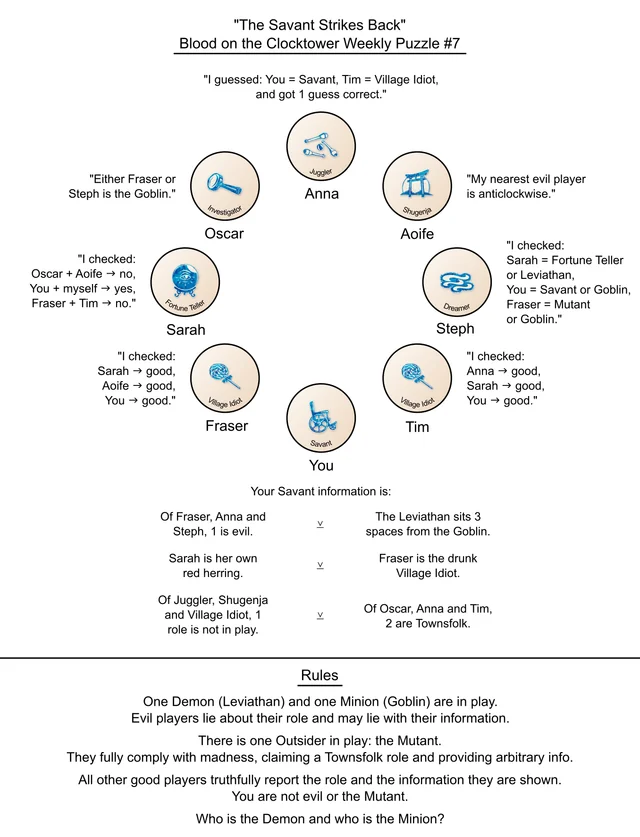 "The Savant Strikes Back"
Blood on the Clocktower Weekly Puzzle #7
"I guessed: You = Savant, Tim = Village Idiot,
and got 1 guess correct."
Juggler
Anna
"Either Fraser or
Steph is the Goblin."
Investigator
Oscar
Shugenja
Aoife
"My nearest evil player
is anticlockwise."
"I checked:
Oscar + Aoife → no,
You + myself → yes,
Fraser + Tim → no."
Fortune Teller
Sarah
Dreamer
Steph
"I checked:
Sarah = Fortune Teller
or Leviathan,
You = Savant or Goblin,
Fraser = Mutant
or Goblin."
"I checked:
Sarah → good,
Aoife → good,
You → good."
Village Idiot
Fraser
Savant
You
Village Idiot
Tim
"I checked:
Anna → good,
Sarah → good,
You → good."
Your Savant information is:
Of Fraser, Anna and
Steph, 1 is evil.
⊻
The Leviathan sits 3
spaces from the Goblin.
Sarah is her own
red herring.
⊻
Fraser is the drunk
Village Idiot.
Of Juggler, Shugenja
and Village Idiot, 1
role is not in play.
⊻
Of Oscar, Anna and Tim,
2 are Townsfolk.
Rules
One Demon (Leviathan) and one Minion (Goblin) are in play.
Evil players lie about their role and may lie with their information.
There is one Outsider in play: the Mutant.
They fully comply with madness, claiming a Townsfolk role and providing arbitrary info.
All other good players truthfully report the role and the information they are shown.
You are not evil or the Mutant.
Who is the Demon and who is the Minion?